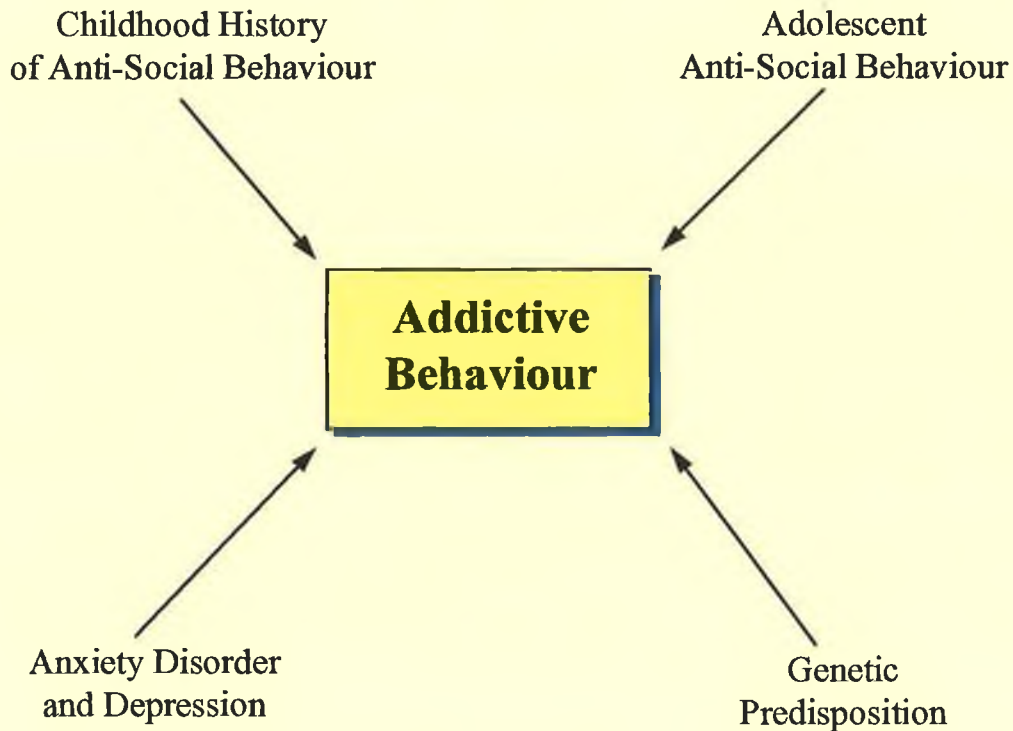 Childhood History
of Anti-Social Behaviour
Adolescent
Anti-Social Behaviour
Addictive
Behaviour
Anxiety Disorder
and Depression
Genetic
Predisposition